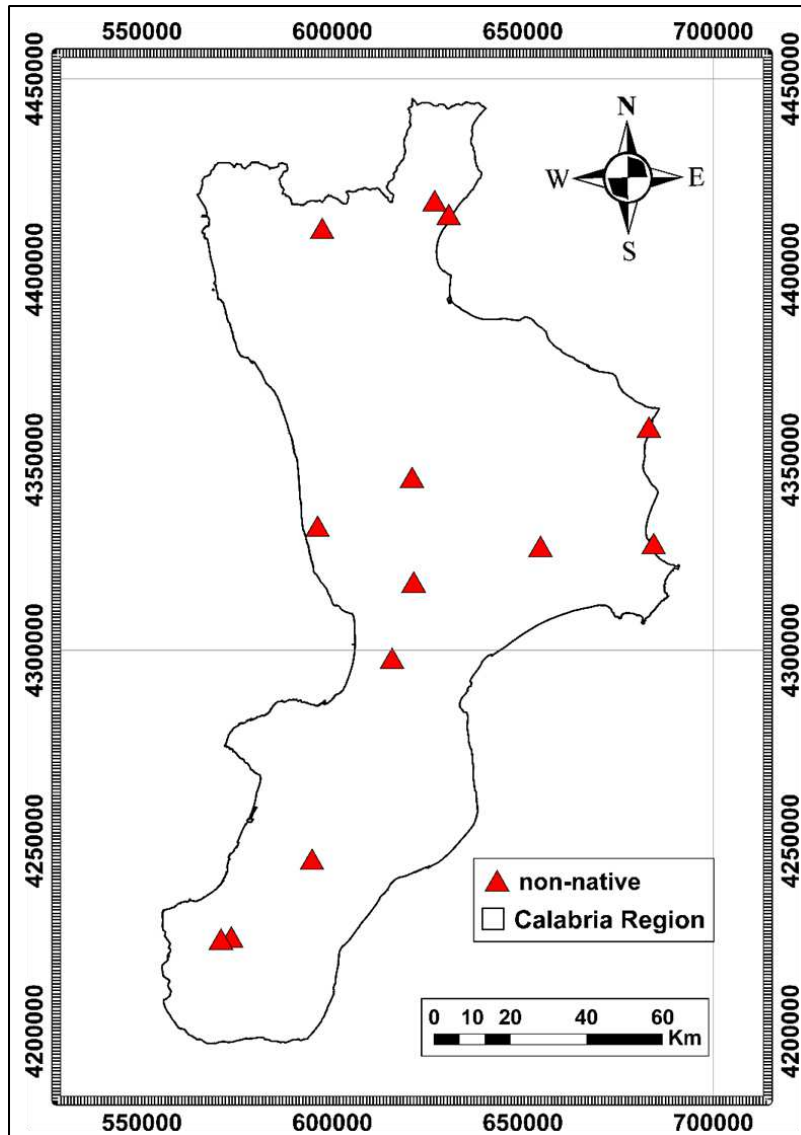 550000 600000 650000 700000
4450000 4450000
N
W E
S
4400000 4400000
4350000 4350000
4300000 4300000
4250000 4250000
non-native
Calabria Region
0 10 20 40 60
Km
4200000 4200000
550000 600000 650000 700000